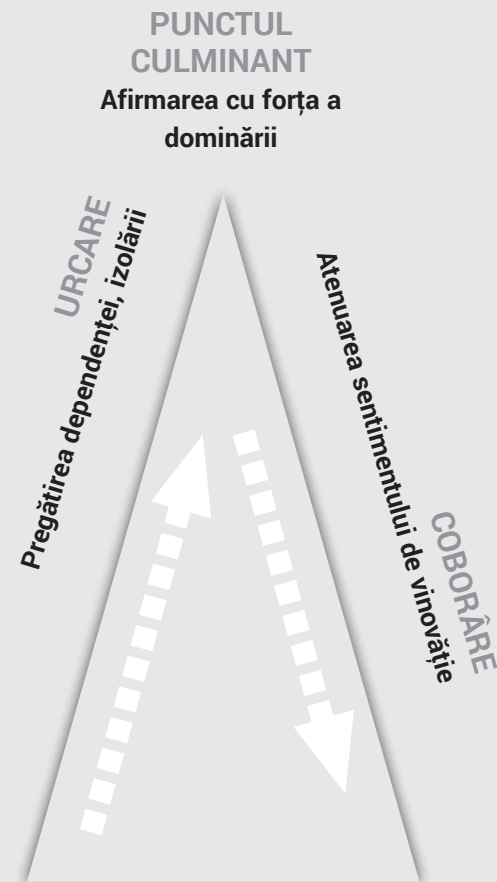 PUNCTUL
CULMINANT
Afirmarea cu forța a
dominării
URCARE
Pregătirea dependenței, izolării
Atenuarea sentimentului de vinovăție
COBORÂRE